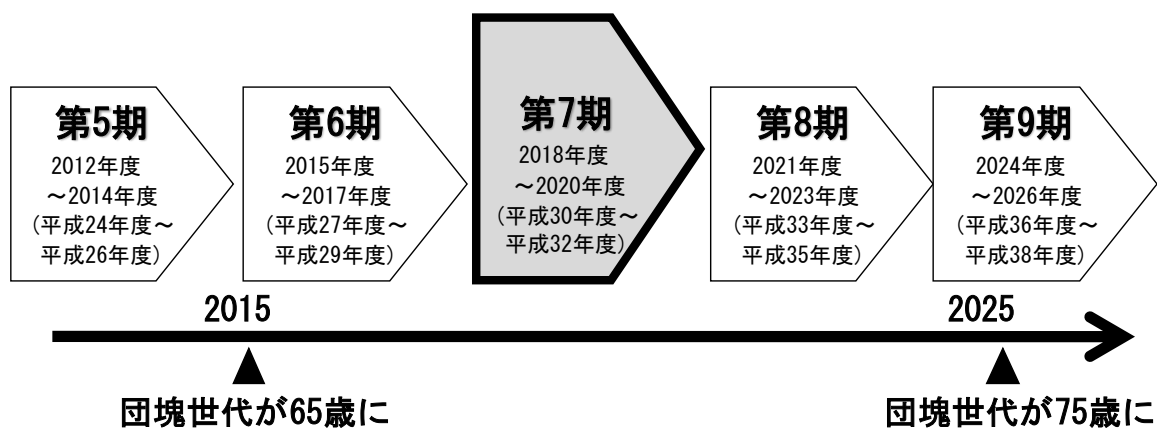 第5期
2012年度
～2014年度
(平成24年度～
平成26年度)
第6期
2015年度
～2017年度
(平成27年度～
平成29年度)
第7期
2018年度
～2020年度
(平成30年度～
平成32年度)
第8期
2021年度
～2023年度
(平成33年度～
平成35年度)
第9期
2024年度
～2026年度
(平成36年度～
平成38年度)
2015
2025
団塊世代が65歳に
団塊世代が75歳に